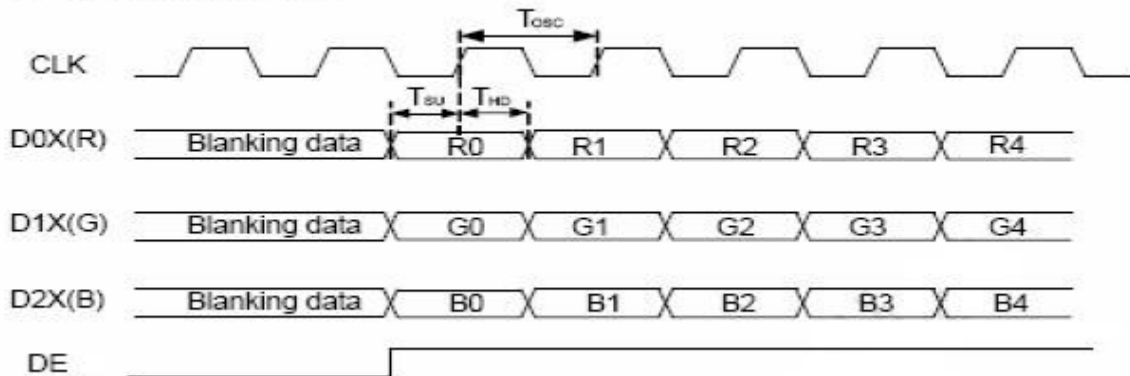 Tosc
CLK
TSU THD
D0X(R) Blanking data R0 R1 R2 R3 R4
D1X(G) Blanking data G0 G1 G2 G3 G4
D2X(B) Blanking data B0 B1 B2 B3 B4
DE